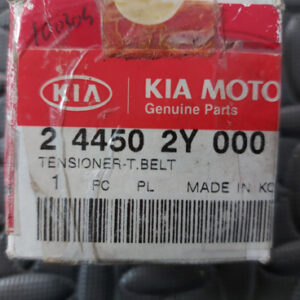 KIA
KIA MOTO
Genuine Parts
2 4450 2Y 000
TENSIONER-T.BELT
1 PC PL MADE IN KO